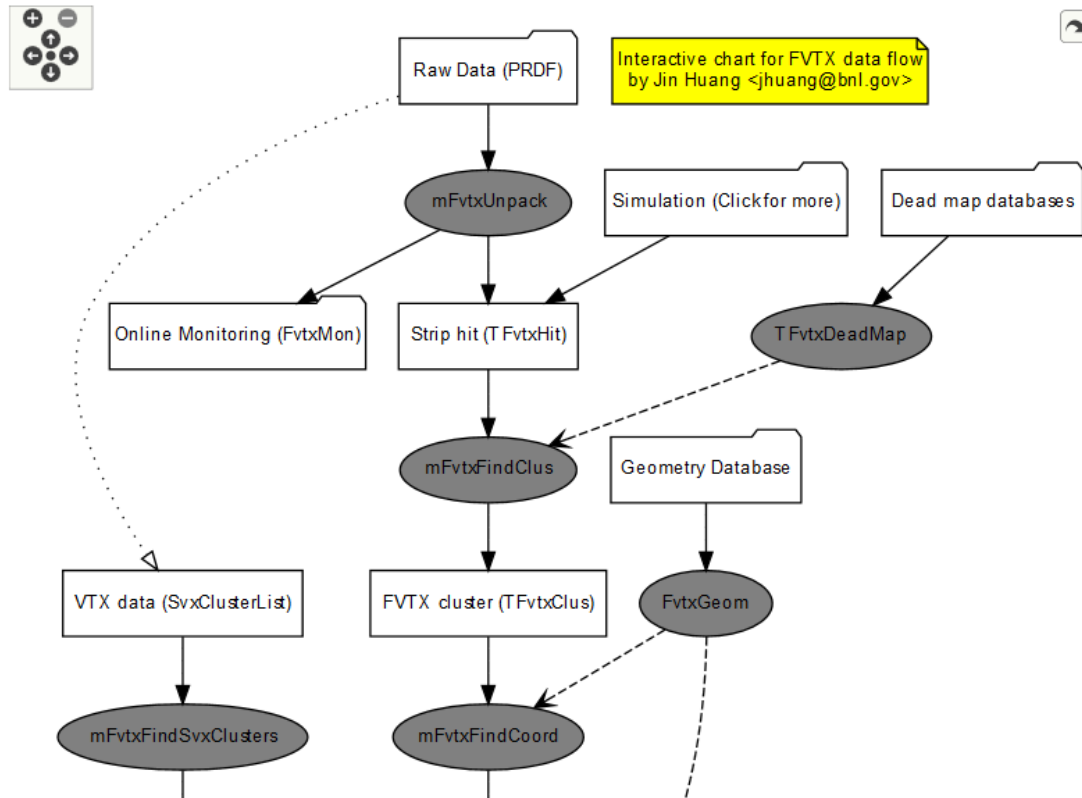 Raw Data (PRDF)
Interactive chart for FVTX data flow
by Jin Huang <jhuang@bnl.gov>
mFvtxUnpack
Simulation (Click for more)
Dead map databases
Online Monitoring (FvtxMon)
Strip hit (TFvtxHit)
TFvtxDeadMap
mFvtxFindClus
Geometry Database
VTX data (SvxClusterList)
FVTX cluster (TFvtxClus)
FvtxGeom
mFvtxFindSvxClusters
mFvtxFindCoord